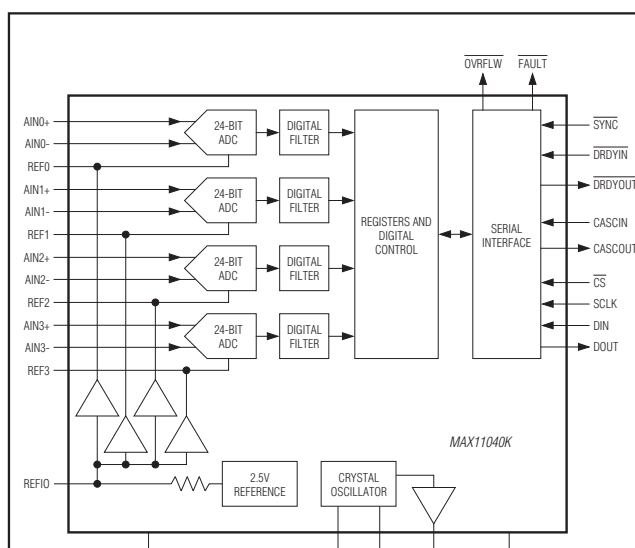 OVRFLW
FAULT
AIN0+
AIN0-
REF0
24-BIT
ADC
DIGITAL
FILTER
AIN1+
AIN1-
REF1
24-BIT
ADC
DIGITAL
FILTER
AIN2+
AIN2-
REF2
24-BIT
ADC
DIGITAL
FILTER
AIN3+
AIN3-
REF3
24-BIT
ADC
DIGITAL
FILTER
REGISTERS AND
DIGITAL
CONTROL
SERIAL
INTERFACE
SYNC
DRDYIN
DRDYOUT
CASCIN
CASCOUT
CS
SCLK
DIN
DOUT
MAX11040K
REFIO
2.5V
REFERENCE
CRYSTAL
OSCILLATOR